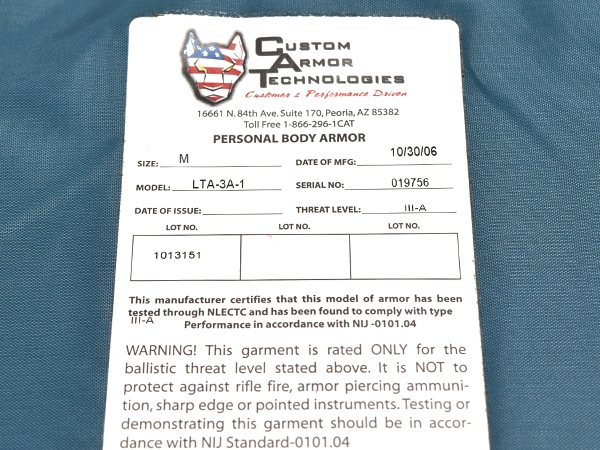 CUSTOM
ARMOR
TECHNOLOGIES
Customer & Performance Driven
16661 N. 84th Ave. Suite 170, Peoria, AZ 85382
Toll Free 1-866-296-1CAT
PERSONAL BODY ARMOR
SIZE: M DATE OF MFG: 10/30/06
MODEL: LTA-3A-1 SERIAL NO: 019756
DATE OF ISSUE: THREAT LEVEL: III-A
LOT NO. LOT NO. LOT NO.
1013151
This manufacturer certifies that this model of armor has been
tested through NLECTC and has been found to comply with type
III-A Performance in accordance with NIJ -0101.04
WARNING! This garment is rated ONLY for the
ballistic threat level stated above. It is NOT to
protect against rifle fire, armor piercing ammuni-
tion, sharp edge or pointed instruments. Testing or
demonstrating this garment should be in accor-
dance with NIJ Standard-0101.04